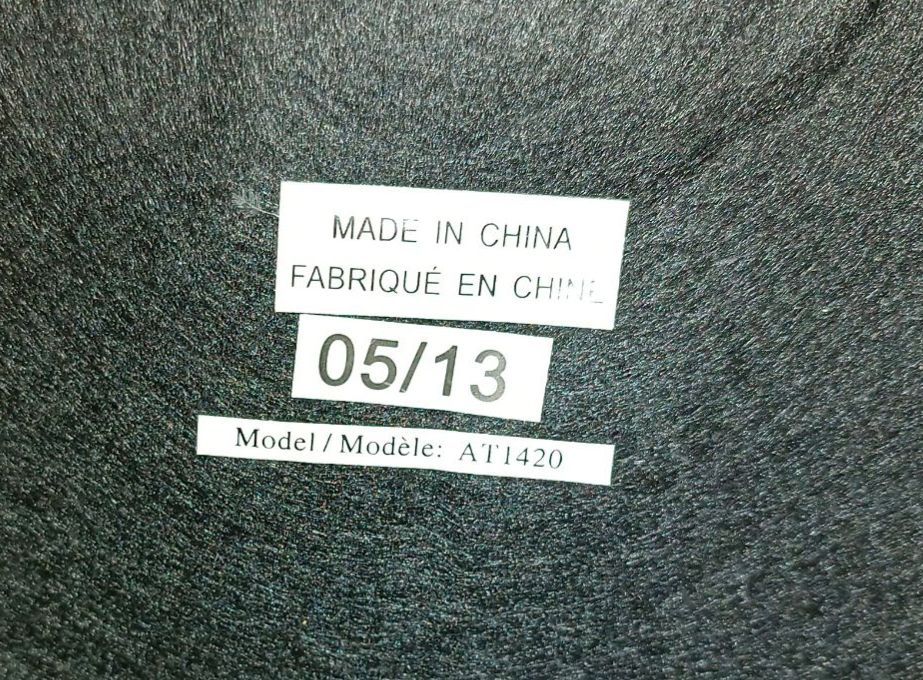 MADE IN CHINA
FABRIQUÉ EN CHINE
05/13
Model / Modèle: AT1420